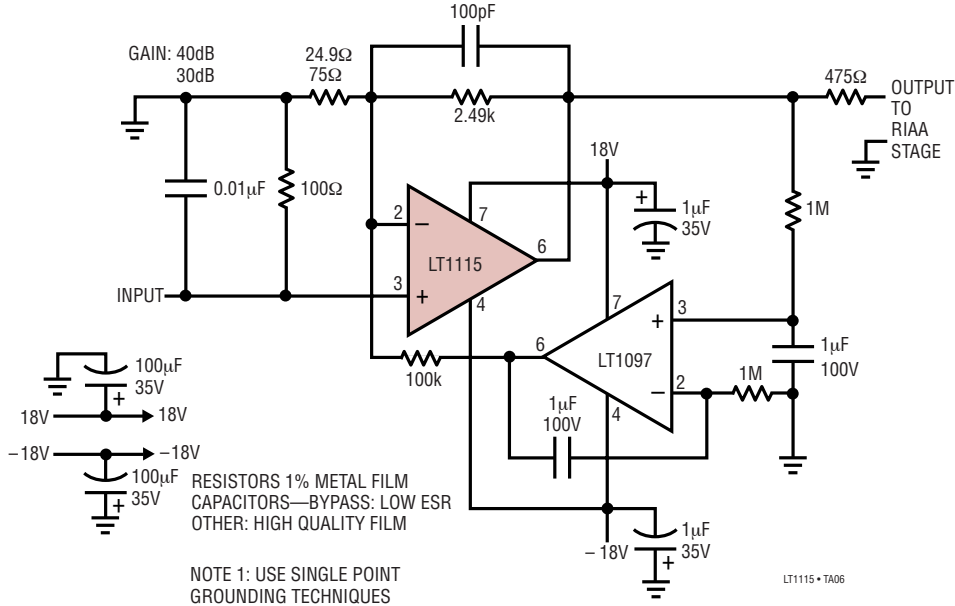 100pF
GAIN: 40dB
30dB
24.9Ω
75Ω
2.49k
475Ω
OUTPUT
TO
RIAA
STAGE
18V
0.01µF
100Ω
2
–
7
+
1µF
35V
1M
LT1115
6
3
+
4
INPUT
7
3
+
6
LT1097
1µF
100V
100k
2
–
1M
4
1µF
100V
100µF
35V
+
18V
18V
–18V
–18V
100µF
35V
+
RESISTORS 1% METAL FILM
CAPACITORS—BYPASS: LOW ESR
OTHER: HIGH QUALITY FILM
– 18V
1µF
35V
+
NOTE 1: USE SINGLE POINT
GROUNDING TECHNIQUES
LT1115 • TA06